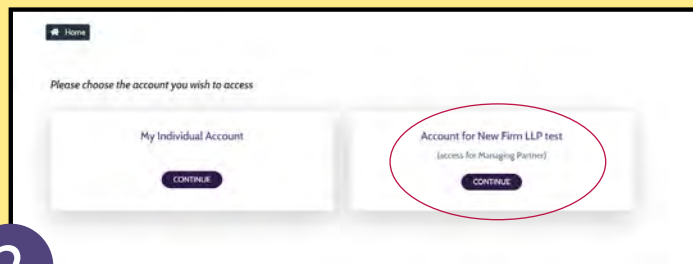 Home
Please choose the account you wish to access
My Individual Account
CONTINUE
Account for New Firm LLP test
(access for Managing Partner)
CONTINUE